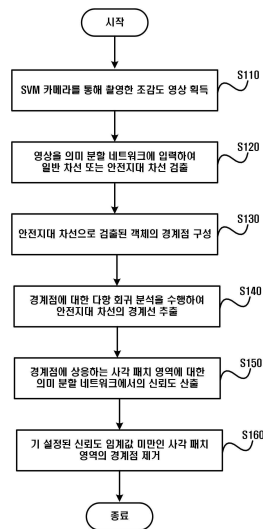 시작
S110
SVM 카메라를 통해 촬영한 조감도 영상 획득
S120
영상을 의미 분할 네트워크에 입력하여
일반 차선 또는 안전지대 차선 검출
S130
안전지대 차선으로 검출된 객체의 경계점 구성
S140
경계점에 대한 다항 회귀 분석을 수행하여
안전지대 차선의 경계선 추출
S150
경계점에 상응하는 사각 패치 영역에 대한
의미 분할 네트워크에서의 신뢰도 산출
S160
기 설정된 신뢰도 임계값 미만인 사각 패치
영역의 경계점 제거
종료